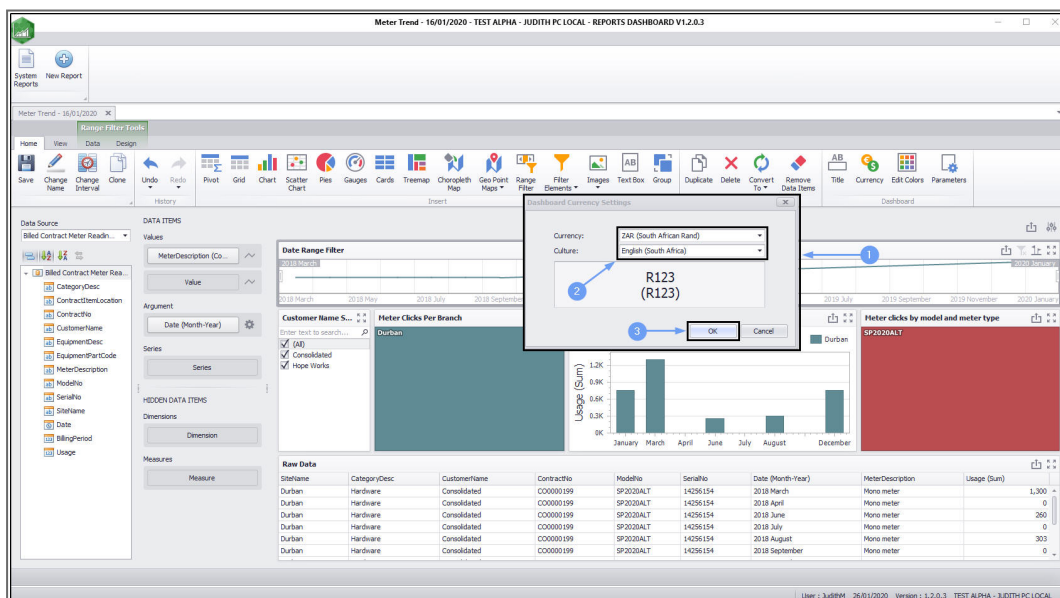 Meter Trend - 16/01/2020 - TEST ALPHA - JUDITH PC LOCAL - REPORTS DASHBOARD V1.2.0.3
System Reports
New Report
Meter Trend - 16/01/2020
Range Filter Tools
Home View Data Design
Save Change Name Change Interval Clone Undo Redo Pivot Grid Chart Scatter Chart Pies Gauges Cards Treemap Choropleth Map Geo Point Maps Range Filter Filter Elements Images Text Box Group Duplicate Delete Convert To Remove Data Items Title Currency Edit Colors Parameters
History Insert Dashboard
Data Source
Billed Contract Meter Readin...
Billed Contract Meter Rea...
CategoryDesc
ContractItemLocation
ContractNo
CustomerName
EquipmentDesc
EquipmentPartCode
MeterDescription
ModelNo
SerialNo
SiteName
Date
BillingPeriod
Usage
DATA ITEMS
Values
MeterDescription (Co...
Value
Argument
Date (Month-Year)
Series
Series
HIDDEN DATA ITEMS
Dimensions
Dimension
Measures
Measure
Dashboard Currency Settings
Currency: ZAR (South African Rand)
Culture: English (South Africa)
R123
(R123)
OK Cancel
1
2
3
Date Range Filter
2018 March 2020 January
2018 March 2018 May 2018 July 2018 September 2019 July 2019 September 2019 November 2020 January
Customer Name S...
Enter text to search...
(All)
Consolidated
Hope Works
Meter Clicks Per Branch
Durban
Durban
Usage (Sum)
1.2K
0.9K
0.6K
0.3K
0K
January March April June July August December
Meter clicks by model and meter type
SP2020ALT
Raw Data
SiteName CategoryDesc CustomerName ContractNo ModelNo SerialNo Date (Month-Year) MeterDescription Usage (Sum)
Durban Hardware Consolidated CO0000199 SP2020ALT 14256154 2018 March Mono meter 1,300
Durban Hardware Consolidated CO0000199 SP2020ALT 14256154 2018 April Mono meter 0
Durban Hardware Consolidated CO0000199 SP2020ALT 14256154 2018 June Mono meter 260
Durban Hardware Consolidated CO0000199 SP2020ALT 14256154 2018 July Mono meter 0
Durban Hardware Consolidated CO0000199 SP2020ALT 14256154 2018 August Mono meter 303
Durban Hardware Consolidated CO0000199 SP2020ALT 14256154 2018 September Mono meter 0
User : JudithM 26/01/2020 Version : 1.2.0.3 TEST ALPHA - JUDITH PC LOCAL